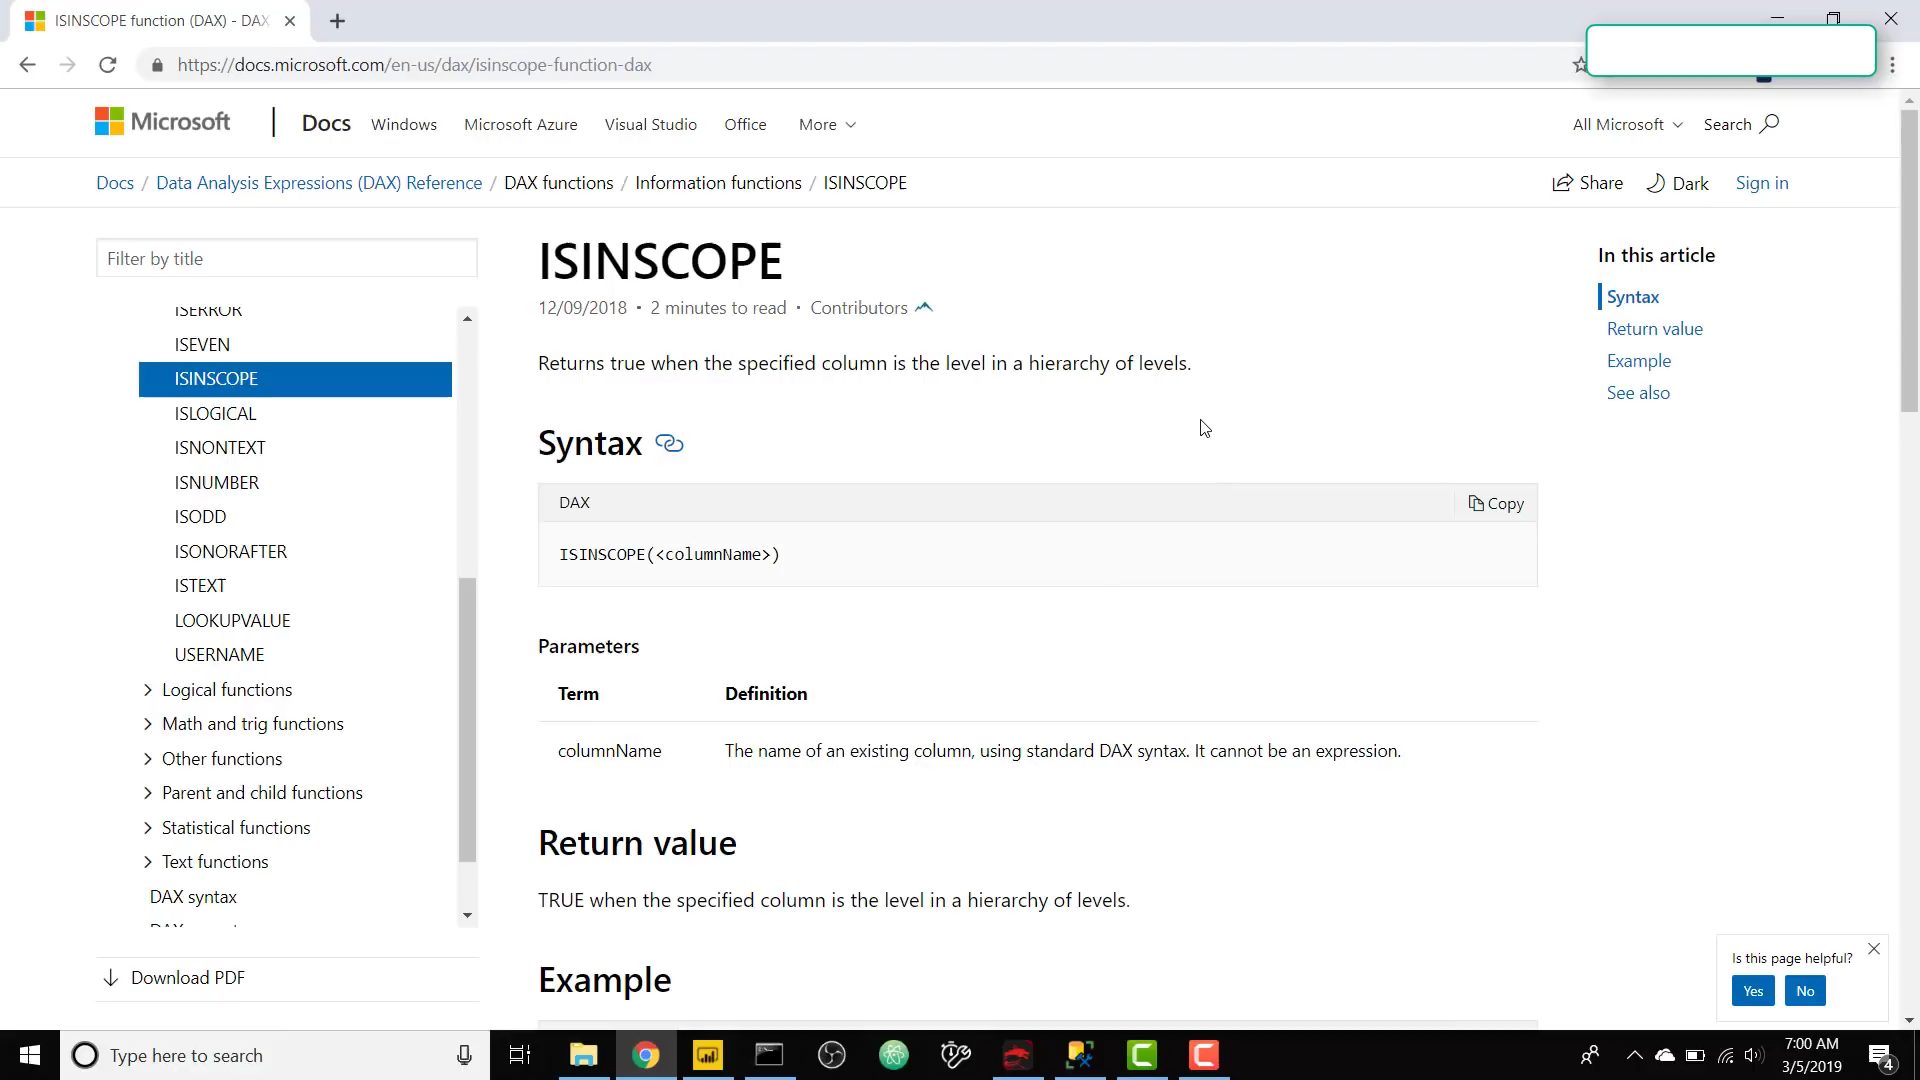 ISINSCOPE function (DAX) - DAX
https://docs.microsoft.com/en-us/dax/isinscope-function-dax
Microsoft
Docs
Windows
Microsoft Azure
Visual Studio
Office
More
All Microsoft
Search
Docs / Data Analysis Expressions (DAX) Reference / DAX functions / Information functions / ISINSCOPE
Share
Dark
Sign in
Filter by title
ISERROR
ISEVEN
ISINSCOPE
ISLOGICAL
ISNONTEXT
ISNUMBER
ISODD
ISONORAFTER
ISTEXT
LOOKUPVALUE
USERNAME
Logical functions
Math and trig functions
Other functions
Parent and child functions
Statistical functions
Text functions
DAX syntax
Download PDF
ISINSCOPE
12/09/2018 • 2 minutes to read • Contributors
Returns true when the specified column is the level in a hierarchy of levels.
Syntax
DAX
Copy
ISINSCOPE(<columnName>)
Parameters
Term Definition
columnName The name of an existing column, using standard DAX syntax. It cannot be an expression.
Return value
TRUE when the specified column is the level in a hierarchy of levels.
Example
In this article
Syntax
Return value
Example
See also
Is this page helpful?
Yes
No
Type here to search
7:00 AM
3/5/2019
4